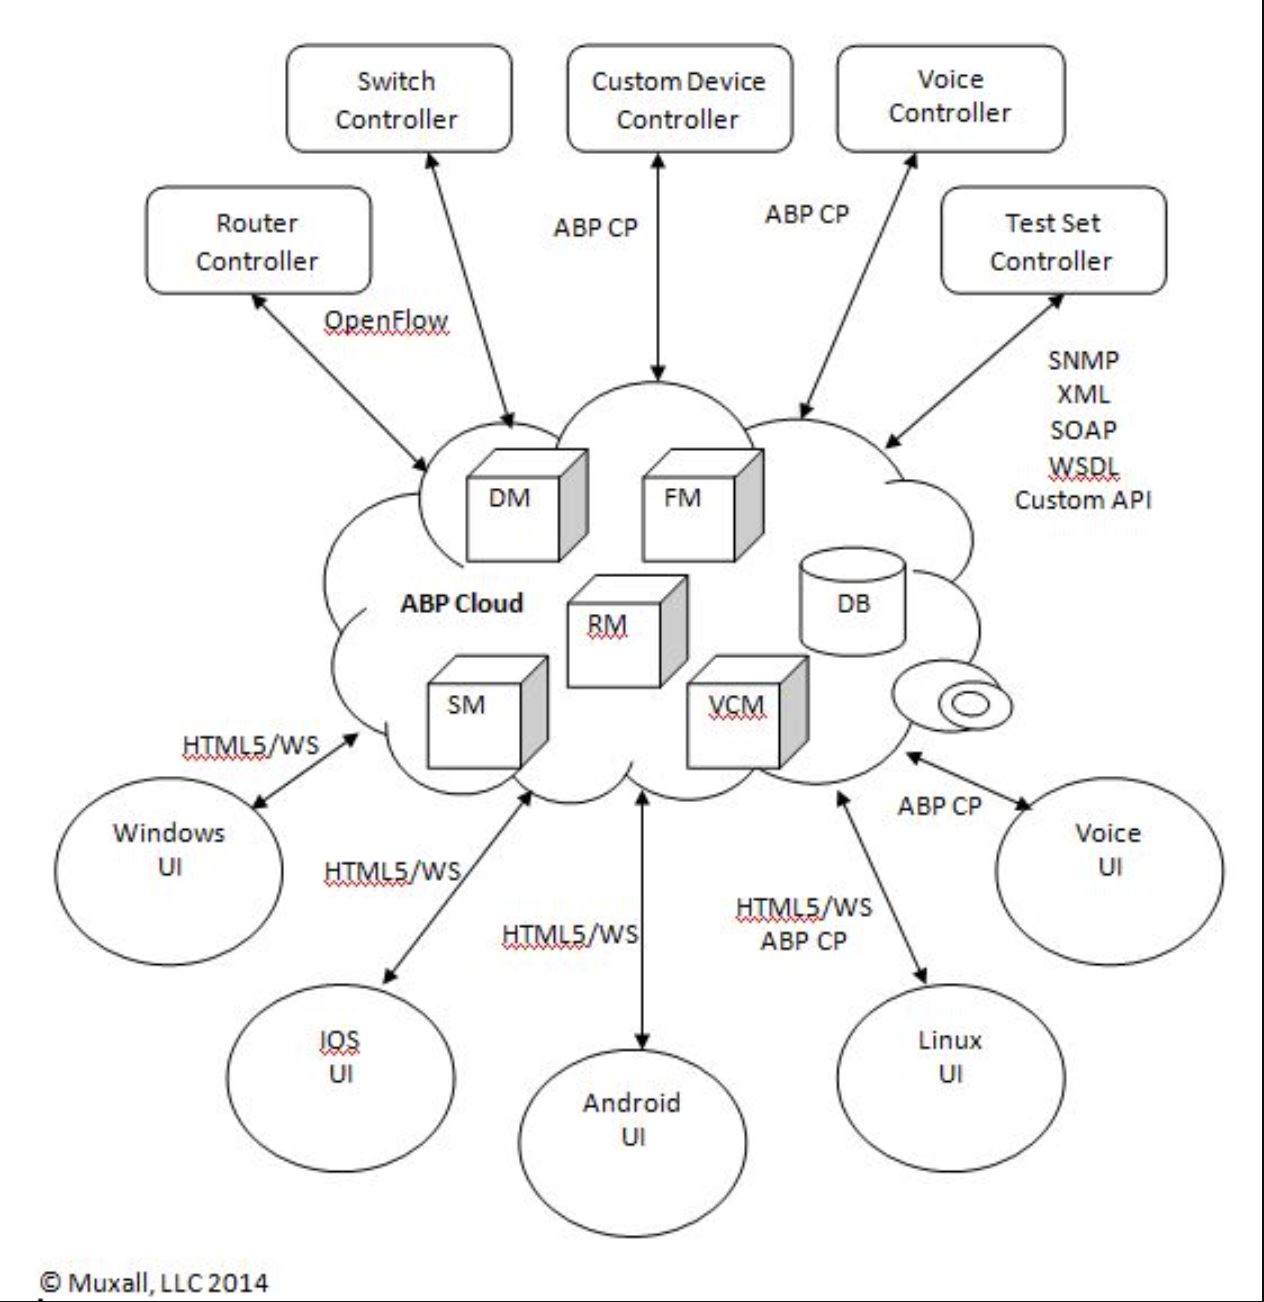 Switch
Controller
Custom Device
Controller
Voice
Controller
Router
Controller
Test Set
Controller
ABP CP
ABP CP
OpenFlow
SNMP
XML
SOAP
WSDL
Custom API
DM
FM
ABP Cloud
RM
DB
SM
VCM
HTML5/WS
ABP CP
Windows
UI
Voice
UI
HTML5/WS
HTML5/WS
HTML5/WS
ABP CP
IOS
UI
Linux
UI
Android
UI
© Muxall, LLC 2014